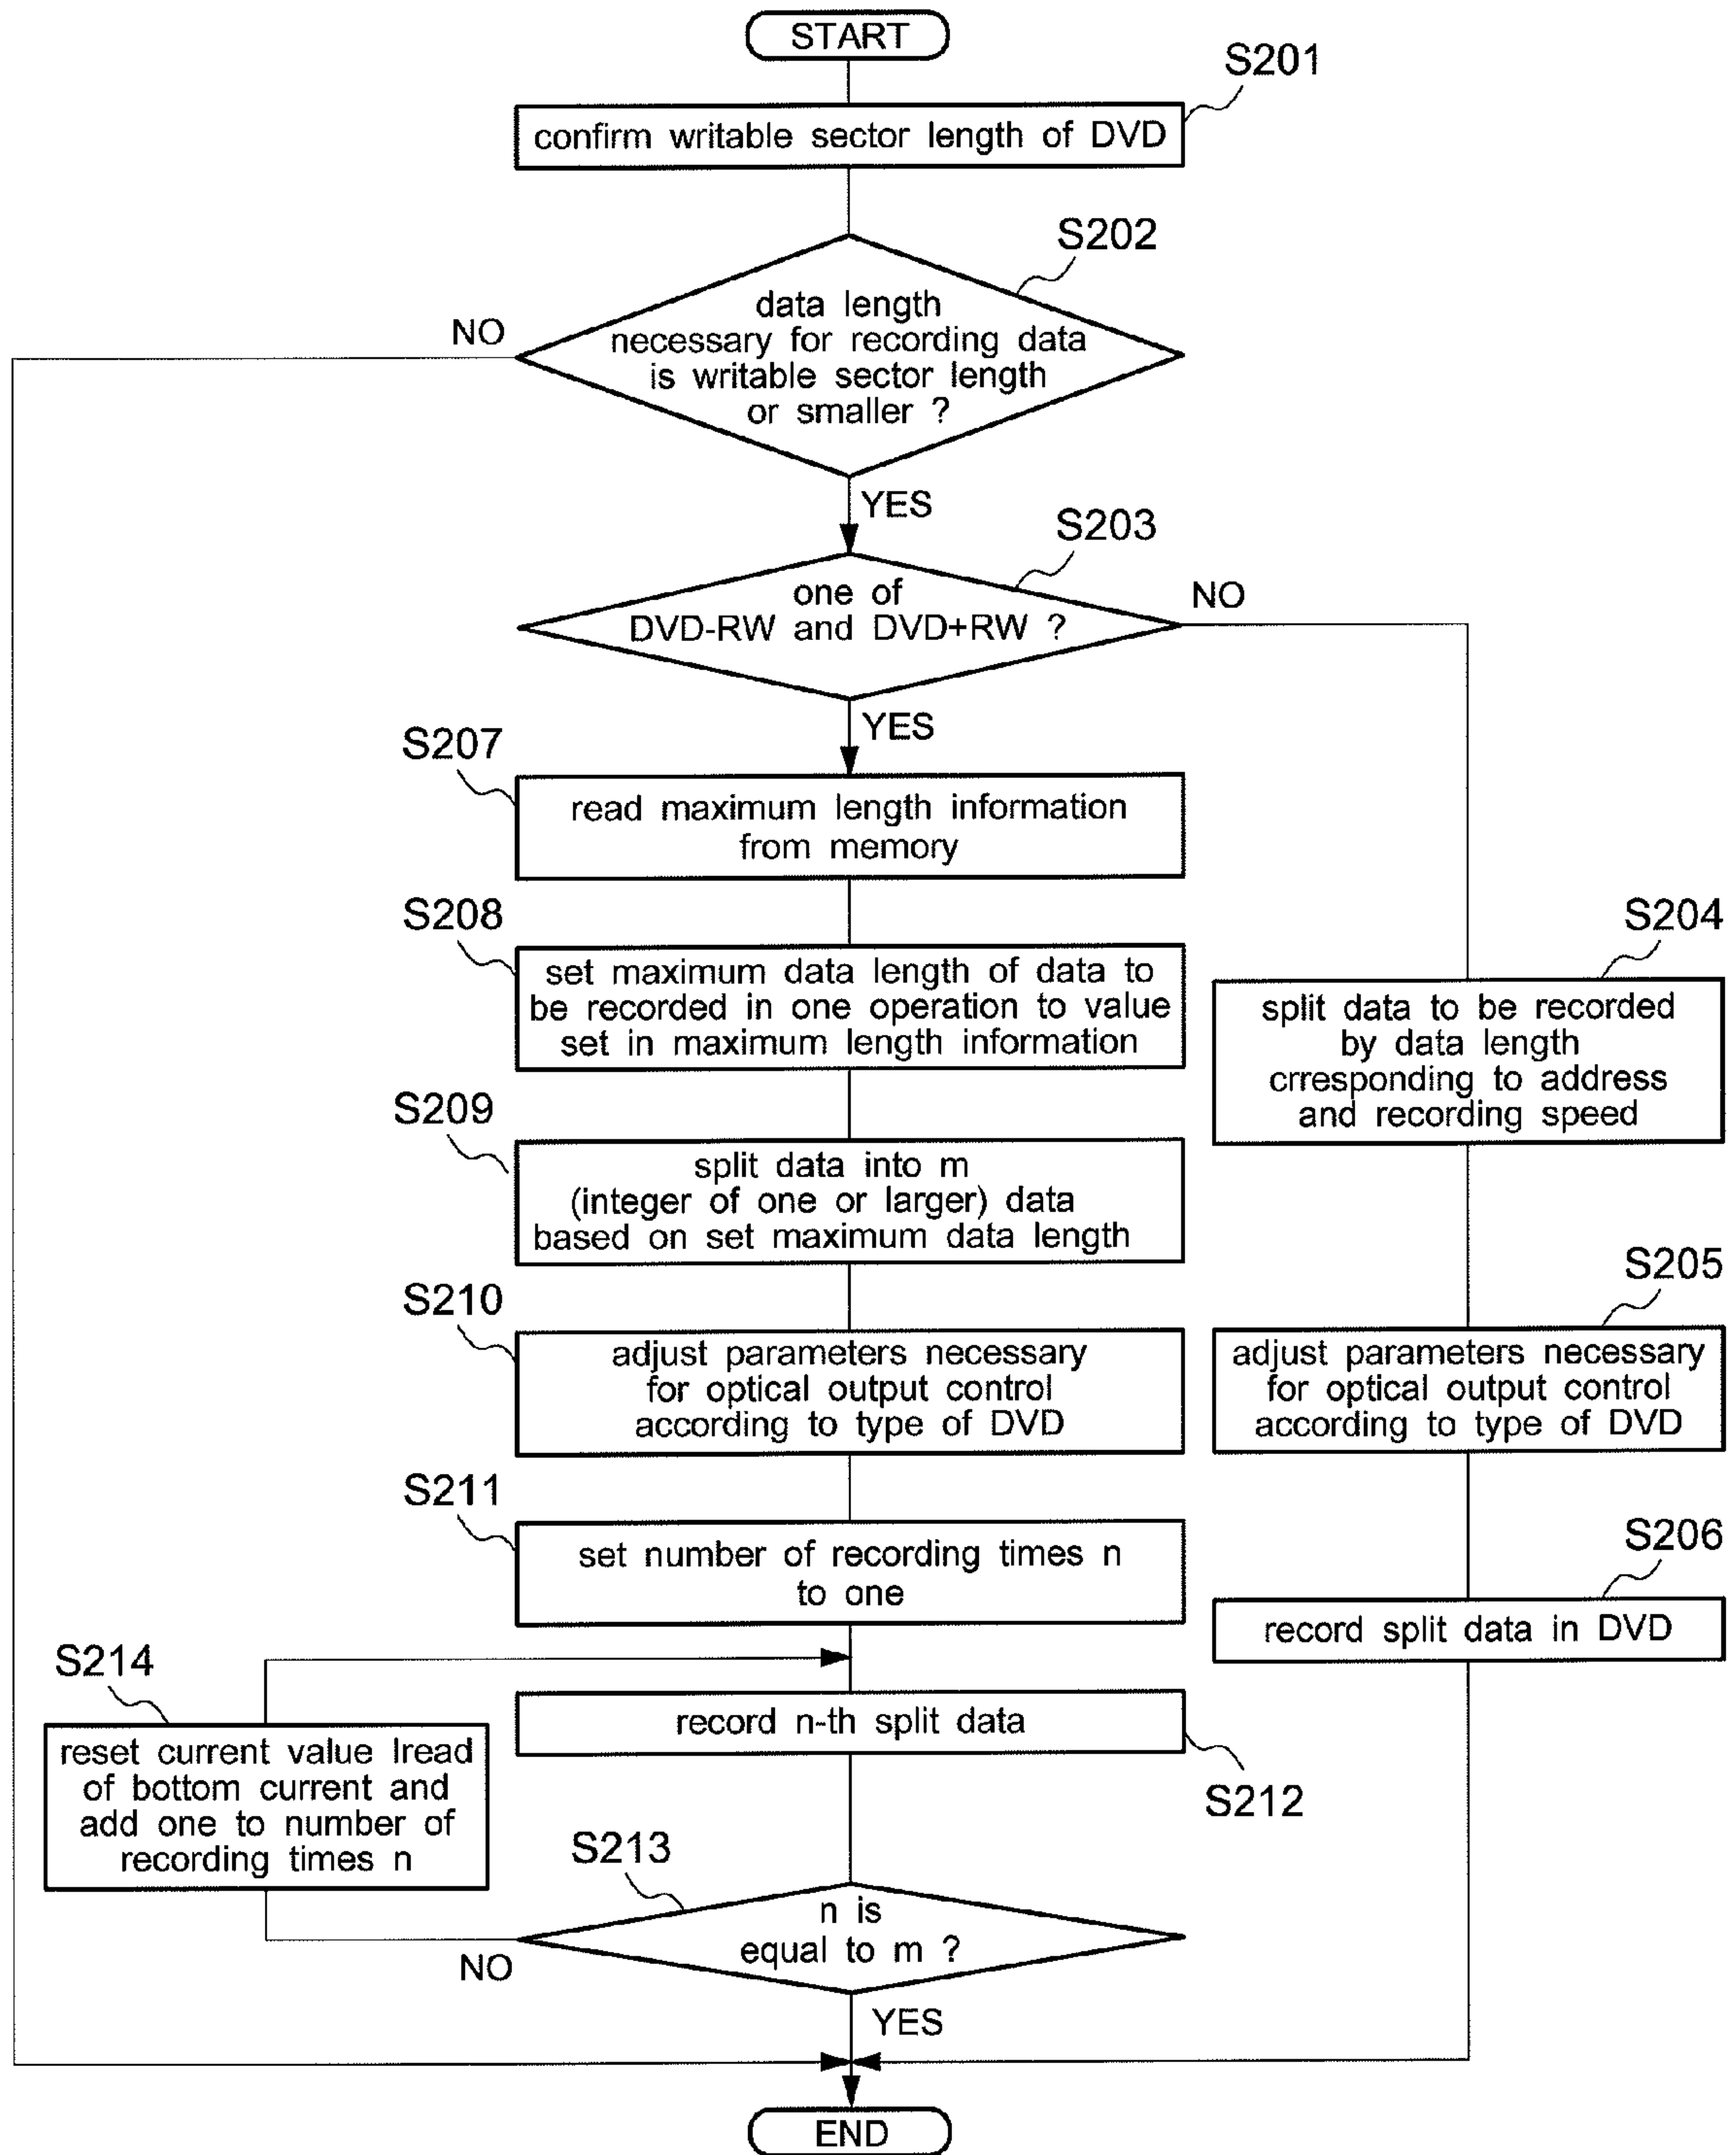 START
S201
confirm writable sector length of DVD
S202
data length
necessary for recording data
is writable sector length
or smaller ?
NO
YES
S203
one of
DVD-RW and DVD+RW ?
NO
YES
S207
read maximum length information
from memory
S208
set maximum data length of data to
be recorded in one operation to value
set in maximum length information
S204
split data to be recorded
by data length
crresponding to address
and recording speed
S209
split data into m
(integer of one or larger) data
based on set maximum data length
S210
adjust parameters necessary
for optical output control
according to type of DVD
S205
adjust parameters necessary
for optical output control
according to type of DVD
S211
set number of recording times n
to one
S206
record split data in DVD
S214
reset current value Iread
of bottom current and
add one to number of
recording times n
record n-th split data
S212
S213
n is
equal to m ?
NO
YES
END